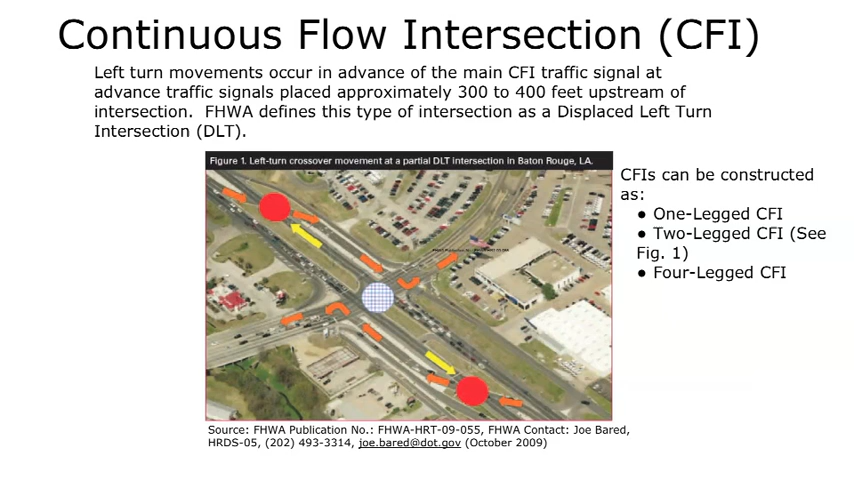 Continuous Flow Intersection (CFI)
Left turn movements occur in advance of the main CFI traffic signal at
advance traffic signals placed approximately 300 to 400 feet upstream of
intersection.  FHWA defines this type of intersection as a Displaced Left Turn
Intersection (DLT).
Figure 1. Left-turn crossover movement at a partial DLT intersection in Baton Rouge, LA.
CFIs can be constructed
as:
● One-Legged CFI
● Two-Legged CFI (See
Fig. 1)
● Four-Legged CFI
Source: FHWA Publication No.: FHWA-HRT-09-055, FHWA Contact: Joe Bared,
HRDS-05, (202) 493-3314, joe.bared@dot.gov (October 2009)